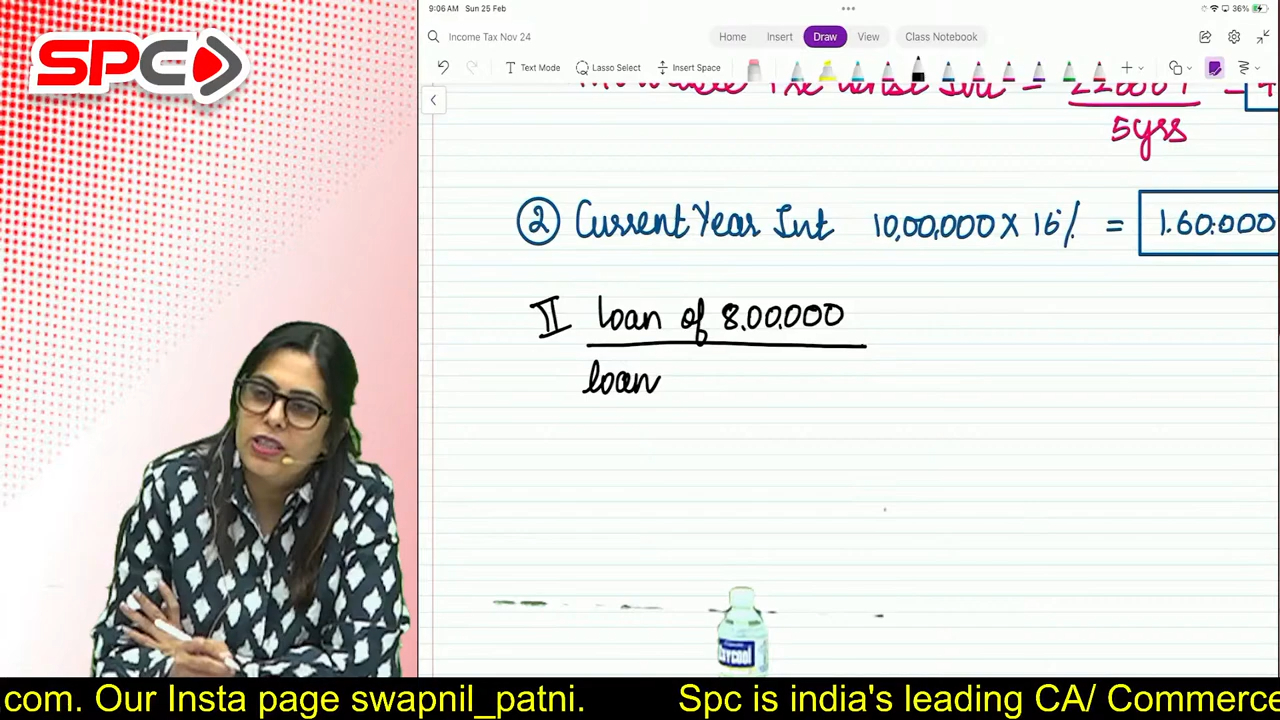 SPC
9:06 AM Sun 25 Feb
36%
Income Tax Nov 24
Home Insert Draw View Class Notebook
Text Mode Lasso Select Insert Space
Int = = 4
5yrs
② Current Year Int 10,00,000 x 16% = 1.60.000
II loan of 8.00.000
loan
com. Our Insta page swapnil_patni. Spc is india's leading CA/ Commerce